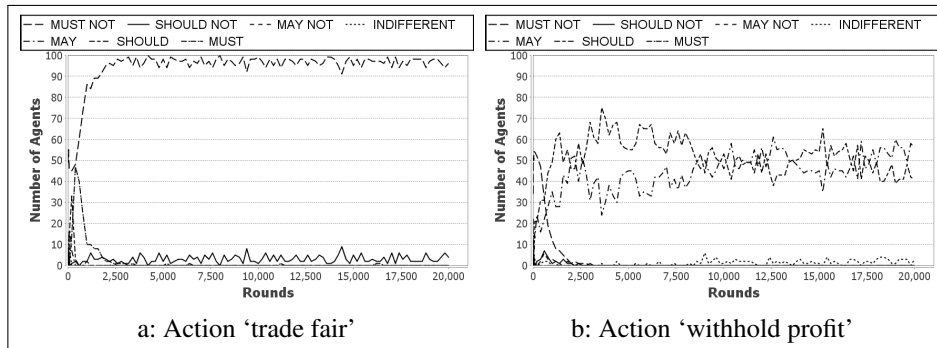 MUST NOT SHOULD NOT MAY NOT INDIFFERENT
MAY SHOULD MUST
Number of Agents
100
90
80
70
60
50
40
30
20
10
0
0 2,500 5,000 7,500 10,000 12,500 15,000 17,500 20,000
Rounds
a: Action ‘trade fair’
MUST NOT SHOULD NOT MAY NOT INDIFFERENT
MAY SHOULD MUST
Number of Agents
100
90
80
70
60
50
40
30
20
10
0
0 2,500 5,000 7,500 10,000 12,500 15,000 17,500 20,000
Rounds
b: Action ‘withhold profit’